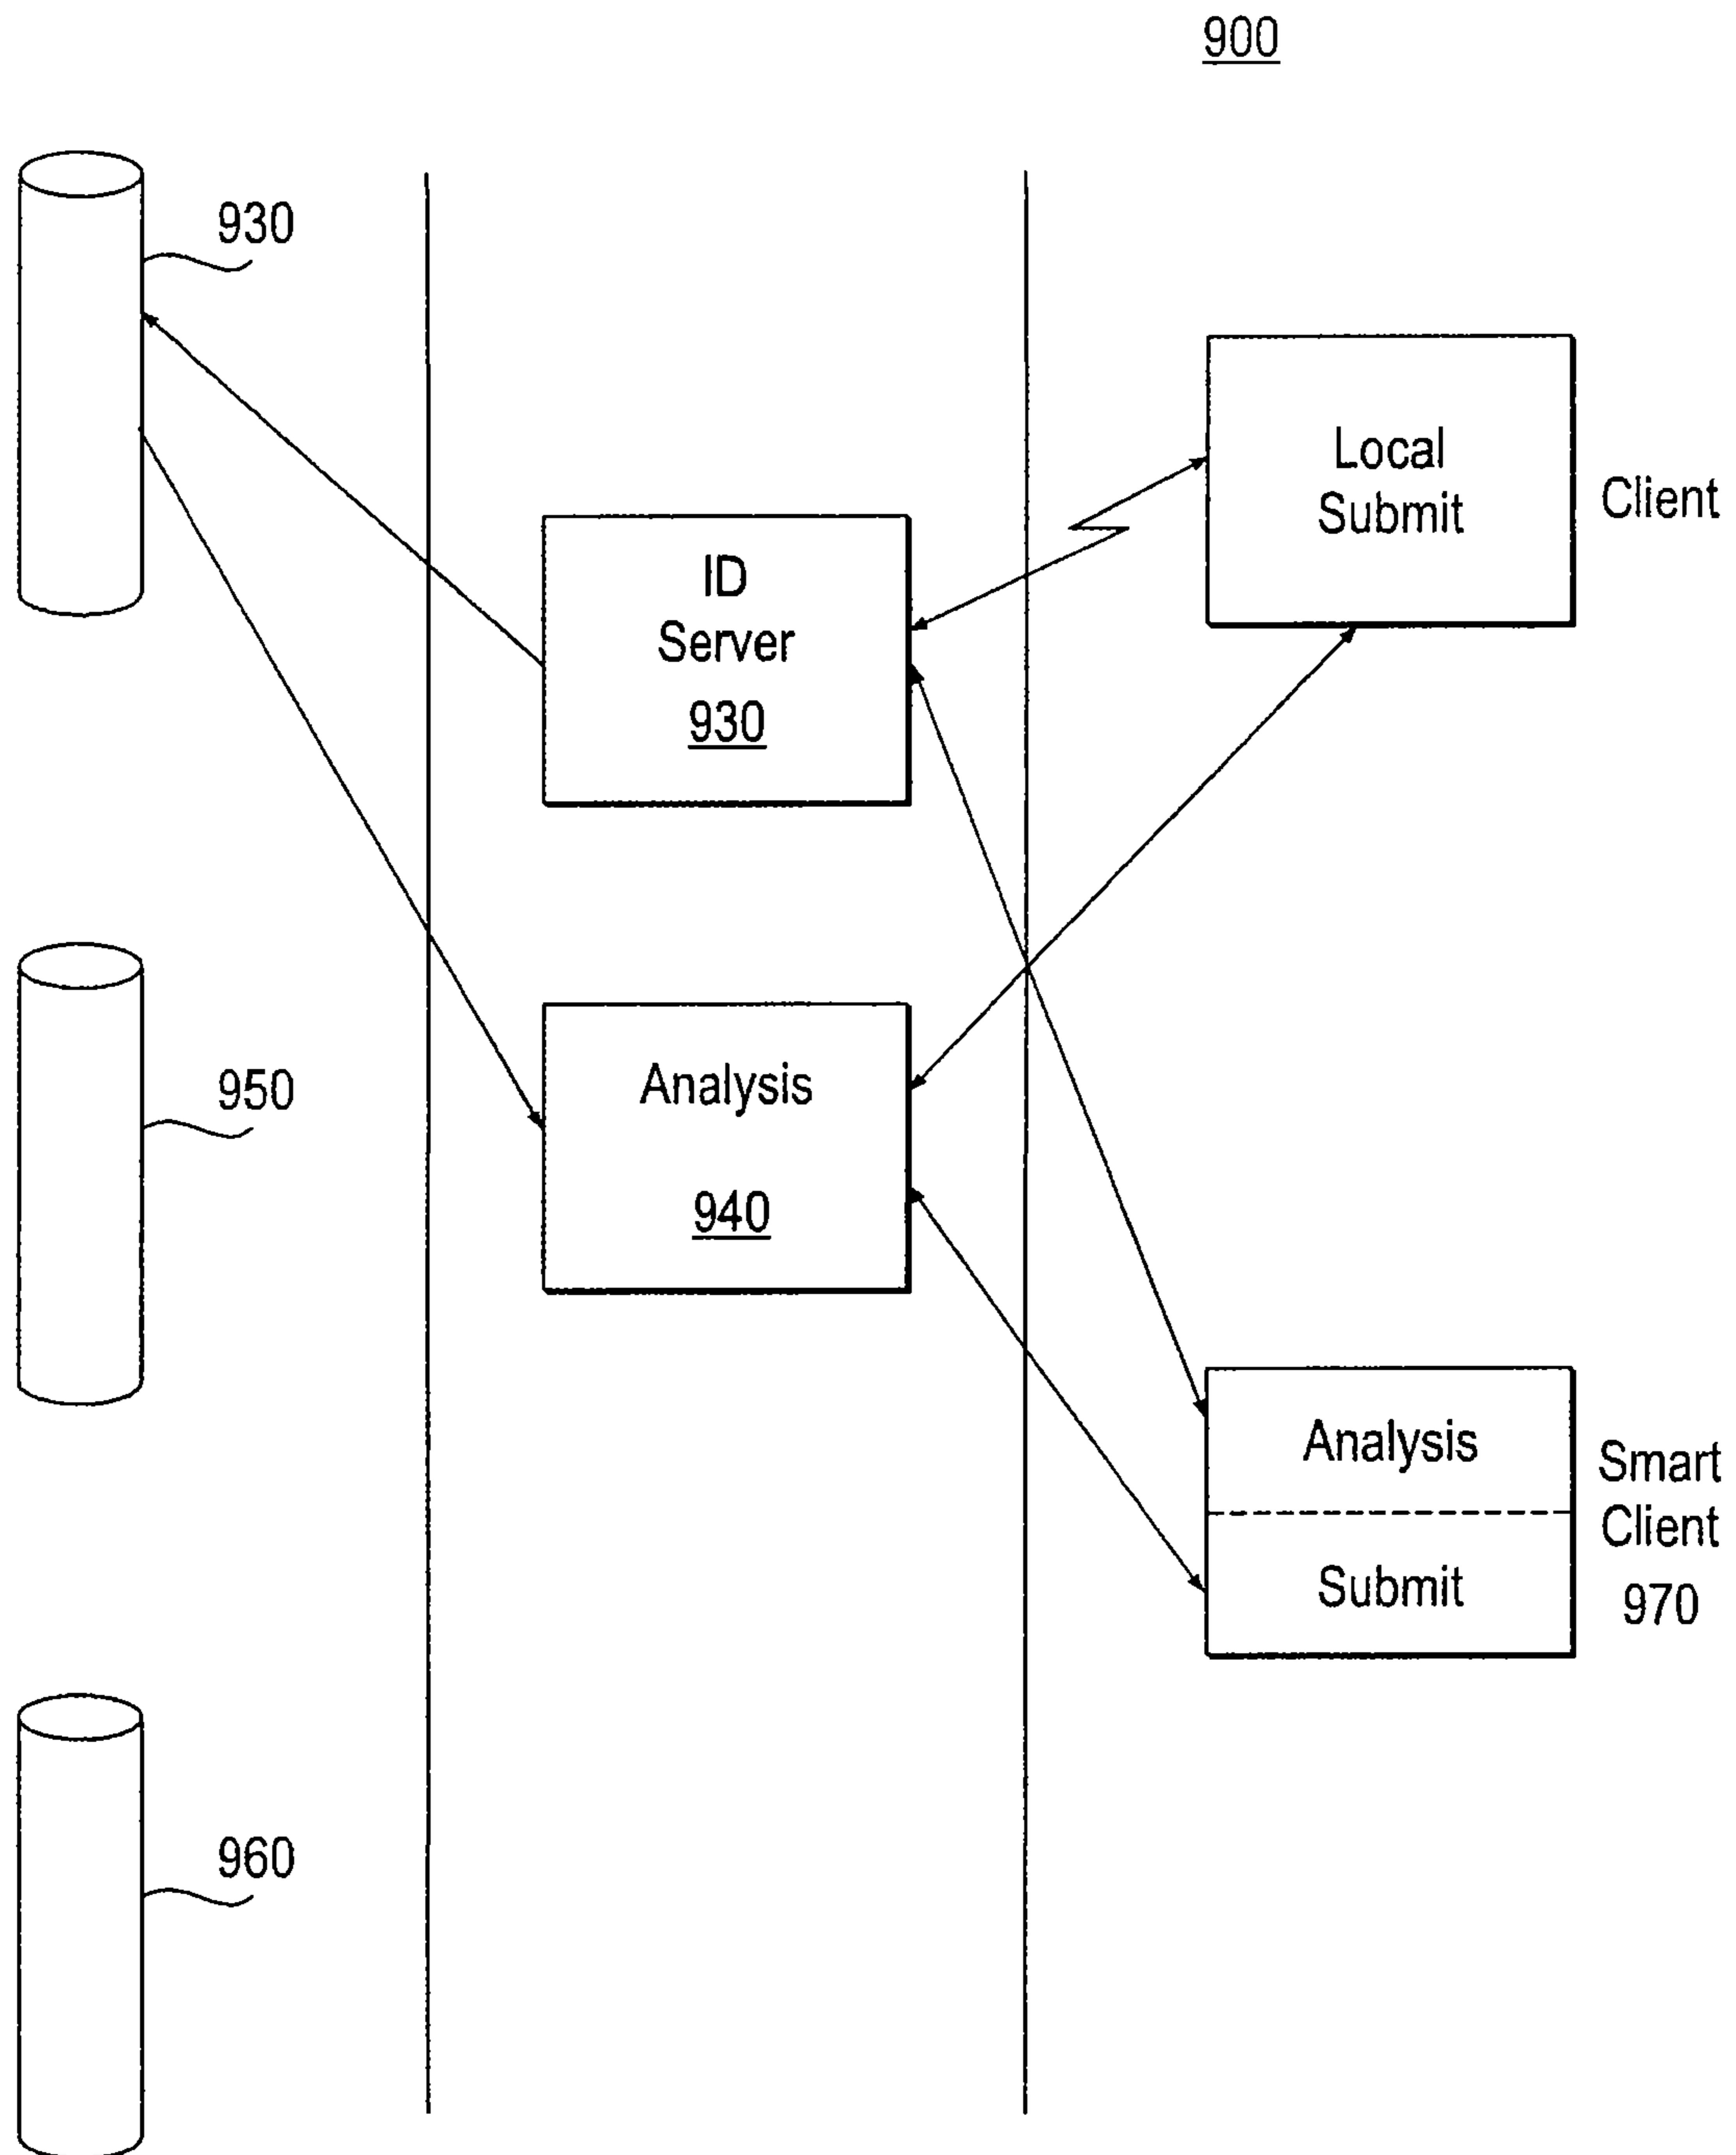 900
930
Local
Submit
Client
ID
Server
930
950
Analysis
940
Analysis
Submit
Smart
Client
970
960